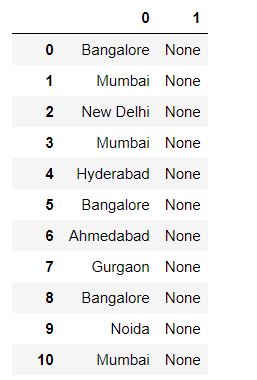 0 1
0 Bangalore None
1 Mumbai None
2 New Delhi None
3 Mumbai None
4 Hyderabad None
5 Bangalore None
6 Ahmedabad None
7 Gurgaon None
8 Bangalore None
9 Noida None
10 Mumbai None